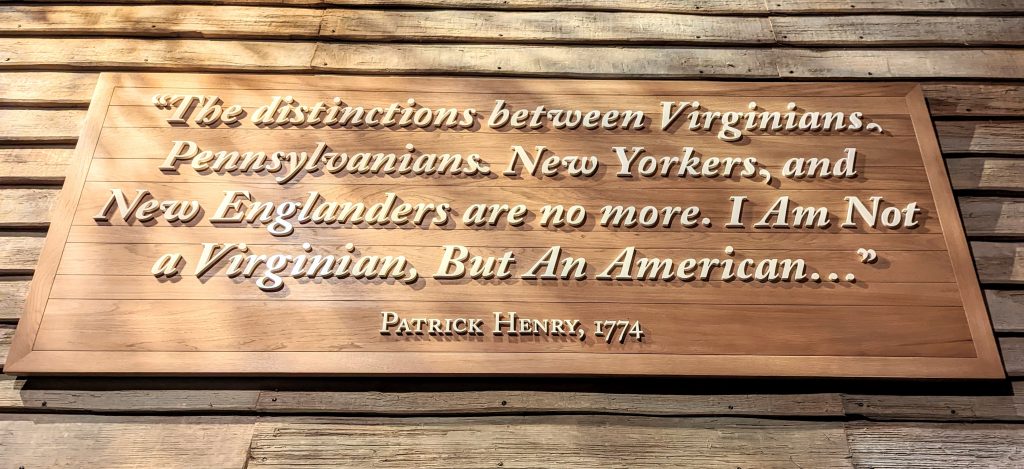 “The distinctions between Virginians,
Pennsylvanians, New Yorkers, and
New Englanders are no more. I Am Not
a Virginian, But An American...”
Patrick Henry, 1774